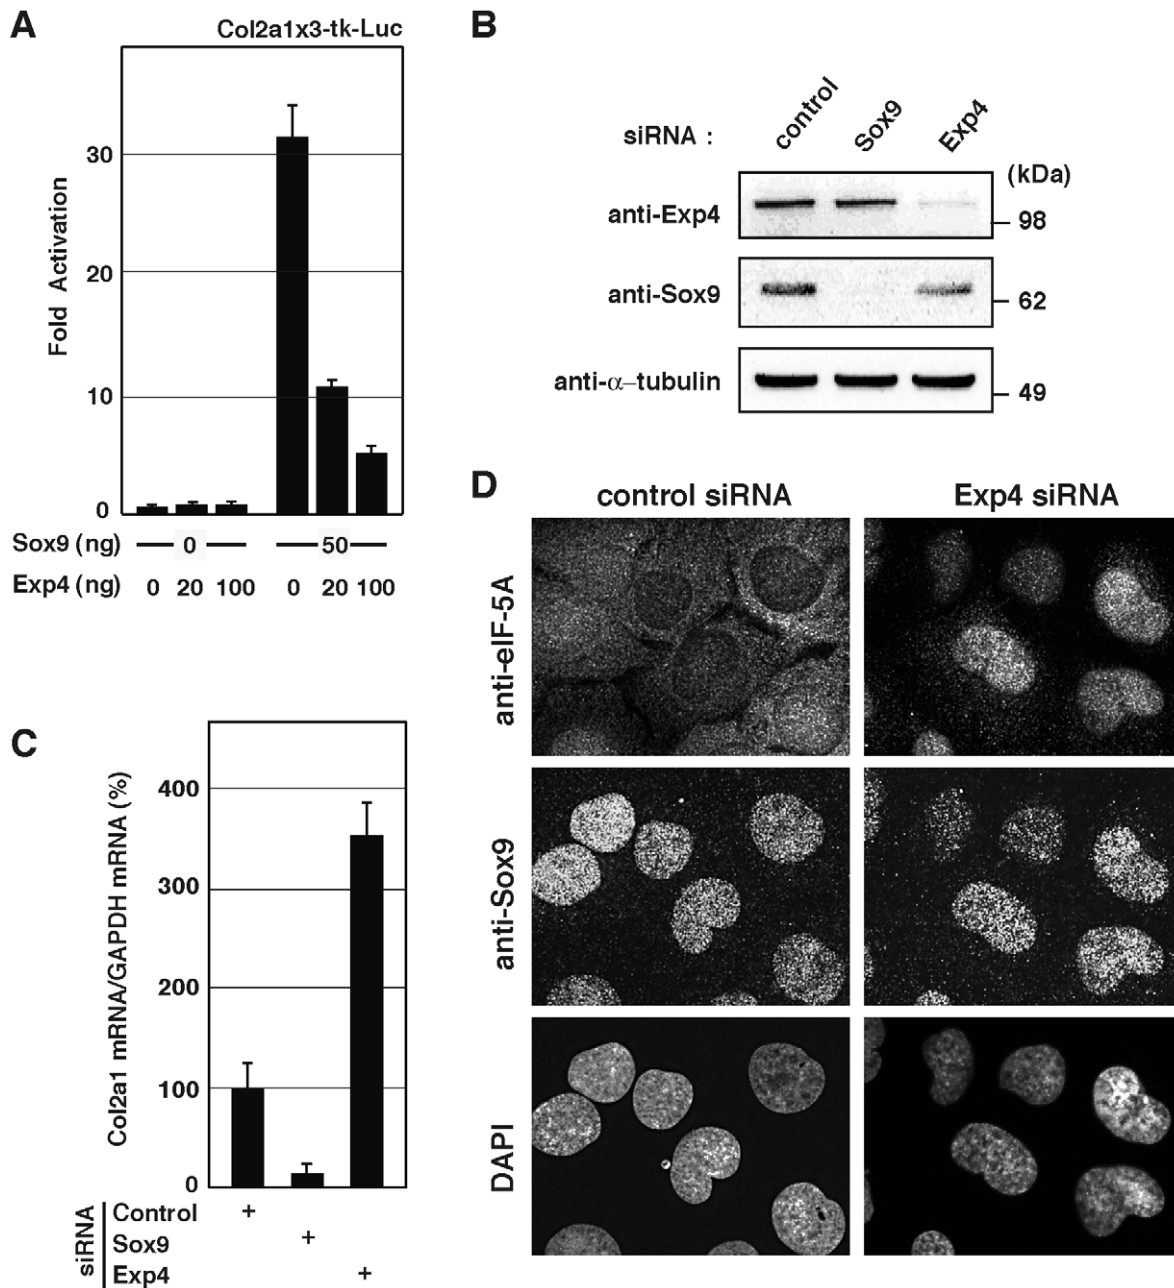 A
Col2a1x3-tk-Luc
Fold Activation
30
20
10
0
Sox9 (ng) 0 50
Exp4 (ng) 0 20 100 0 20 100
B
siRNA : control Sox9 Exp4
(kDa)
anti-Exp4
98
anti-Sox9
62
anti-α–tubulin
49
C
Col2a1 mRNA/GAPDH mRNA (%)
400
300
200
100
0
siRNA
Control +
Sox9 +
Exp4 +
D
control siRNA Exp4 siRNA
anti-eIF-5A
anti-Sox9
DAPI